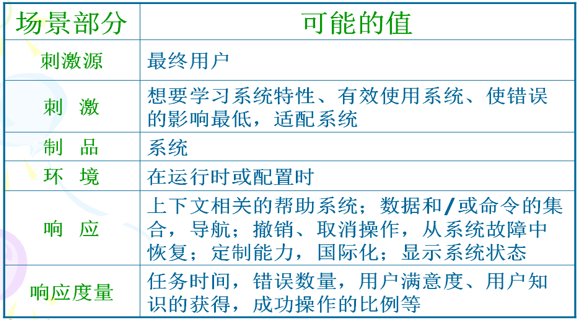 场景部分 可能的值
刺激源 最终用户
刺 激 想要学习系统特性、有效使用系统、使错误
的影响最低，适配系统
制 品 系统
环 境 在运行时或配置时
响 应 上下文相关的帮助系统；数据和/或命令的集
合，导航；撤销、取消操作，从系统故障中
恢复；定制能力，国际化；显示系统状态
响应度量 任务时间，错误数量，用户满意度、用户知
识的获得，成功操作的比例等